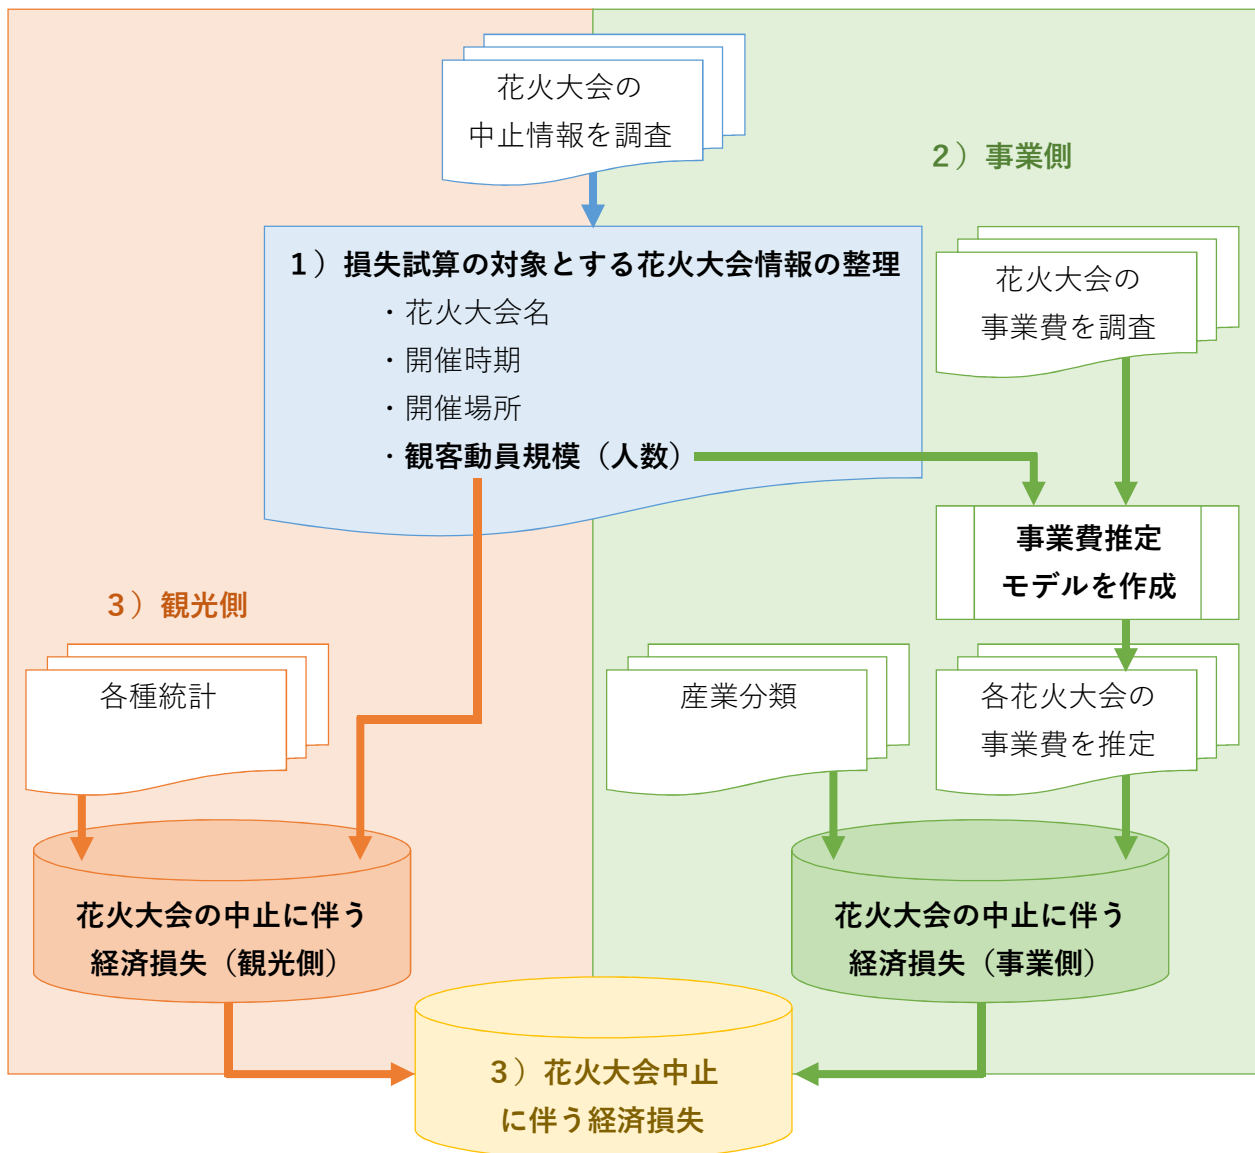 花火大会の
中止情報を調査
２）事業側
１）損失試算の対象とする花火大会情報の整理
・花火大会名
・開催時期
・開催場所
・観客動員規模（人数）
花火大会の
事業費を調査
事業費推定
モデルを作成
３）観光側
各種統計
産業分類
各花火大会の
事業費を推定
花火大会の中止に伴う
経済損失（観光側）
花火大会の中止に伴う
経済損失（事業側）
３）花火大会中止
に伴う経済損失